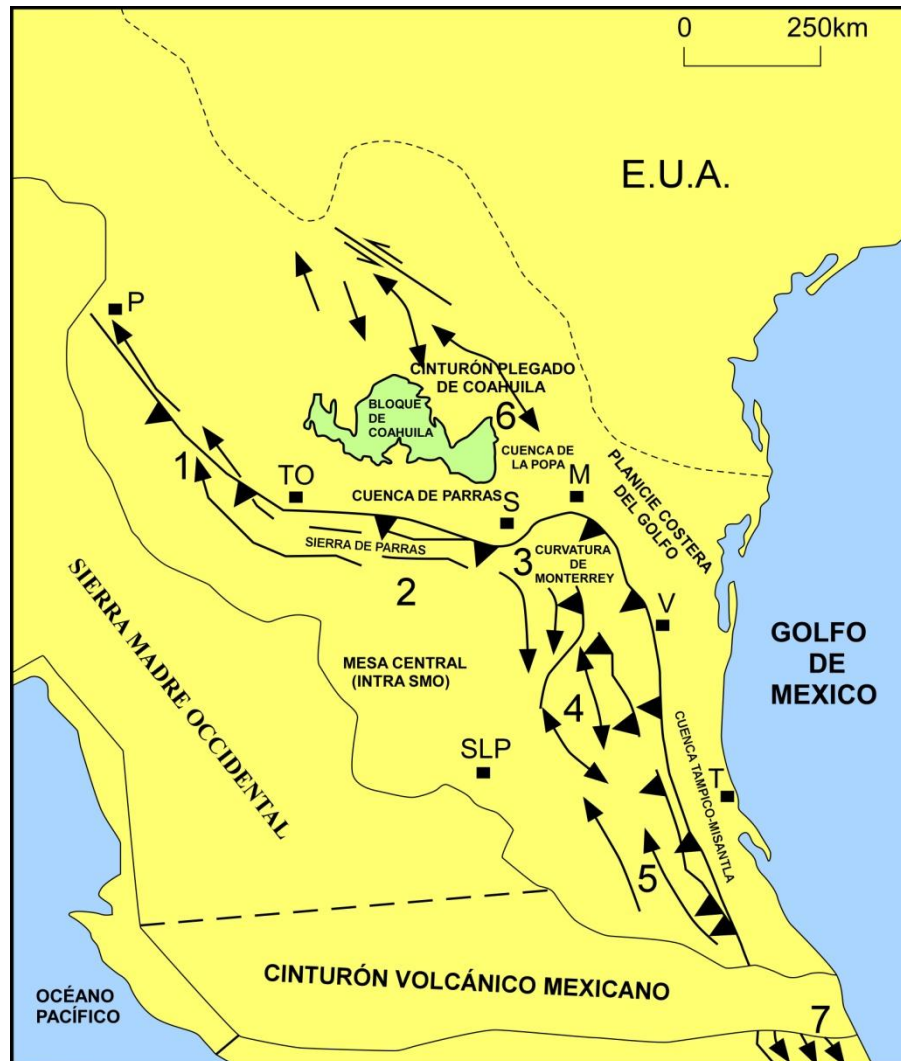 0 250km
E.U.A.
P
CINTURÓN PLEGADO
DE COAHUILA
BLOQUE
DE
COAHUILA
6
CUENCA DE
LA POPA
PLANICIE COSTERA
DEL GOLFO
1
TO
CUENCA DE PARRAS
S
M
SIERRA DE PARRAS
2
3
CURVATURA
DE
MONTERREY
V
SIERRA MADRE OCCIDENTAL
MESA CENTRAL
(INTRA SMO)
GOLFO
DE
MEXICO
4
SLP
CUENCA TAMPICO-MISANTLA
T
5
CINTURÓN VOLCÁNICO MEXICANO
OCÉANO
PACÍFICO
7